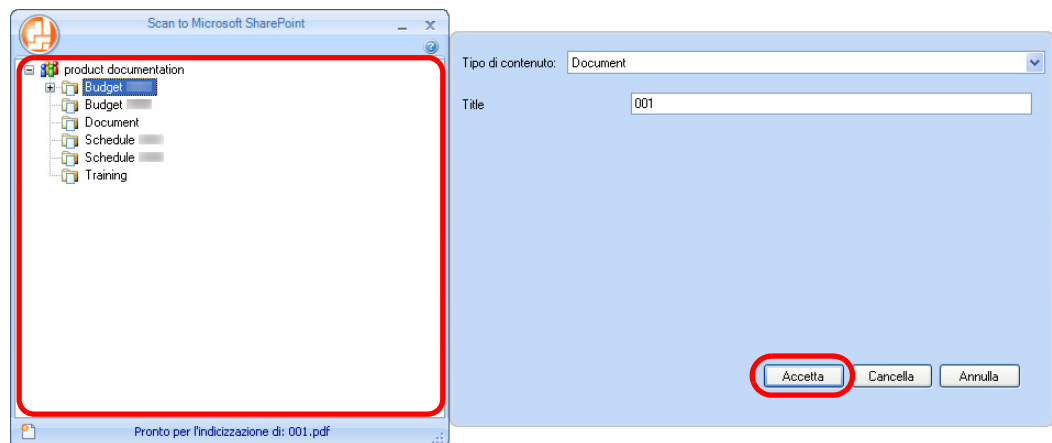 Scan to Microsoft SharePoint
product documentation
Budget
Budget
Document
Schedule
Schedule
Training
Pronto per l'indicizzazione di: 001.pdf
Tipo di contenuto: Document
Title 001
Accetta Cancella Annulla